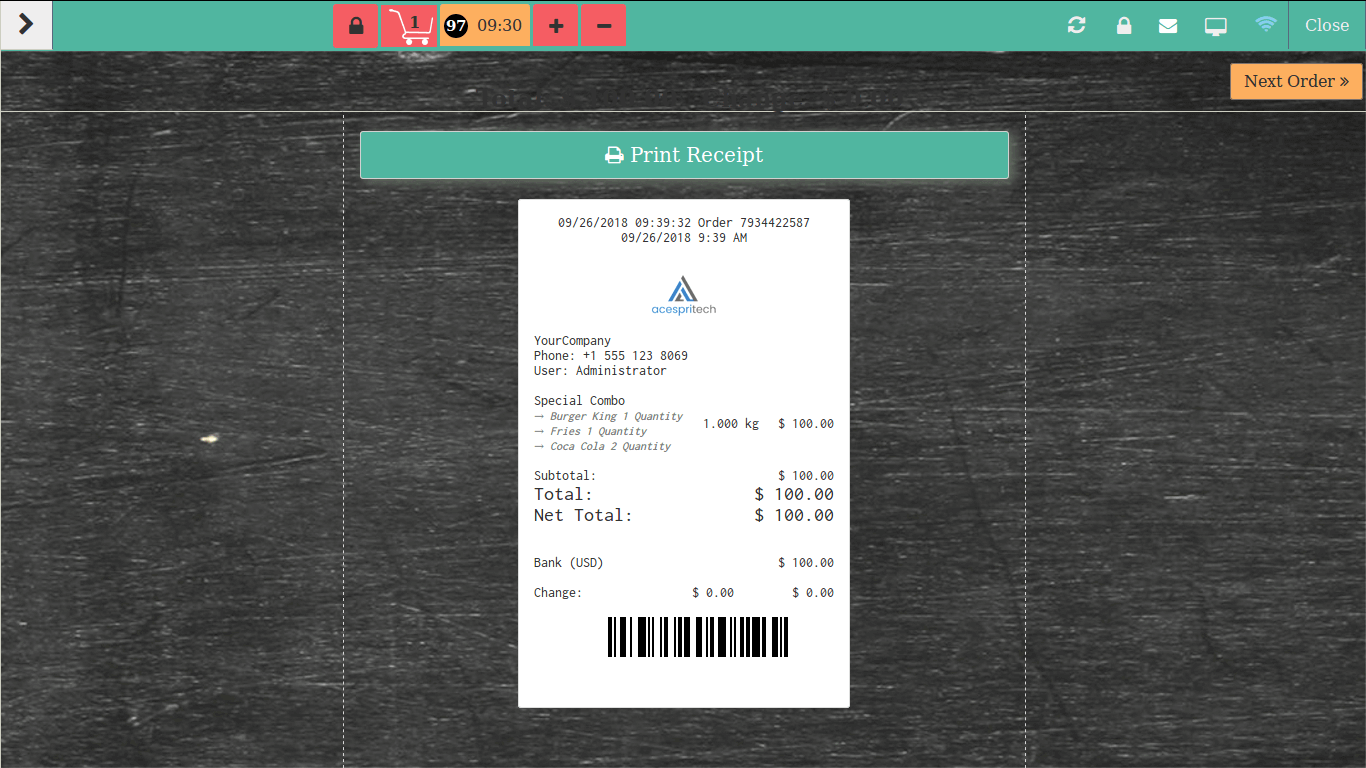 1
97 09:30
Close
Next Order »
Print Receipt
09/26/2018 09:39:32 Order 7934422587
09/26/2018 9:39 AM
acespritech
YourCompany
Phone: +1 555 123 8069
User: Administrator
Special Combo
→ Burger King 1 Quantity
→ Fries 1 Quantity
→ Coca Cola 2 Quantity
1.000 kg $ 100.00
Subtotal: $ 100.00
Total: $ 100.00
Net Total: $ 100.00
Bank (USD) $ 100.00
Change: $ 0.00 $ 0.00